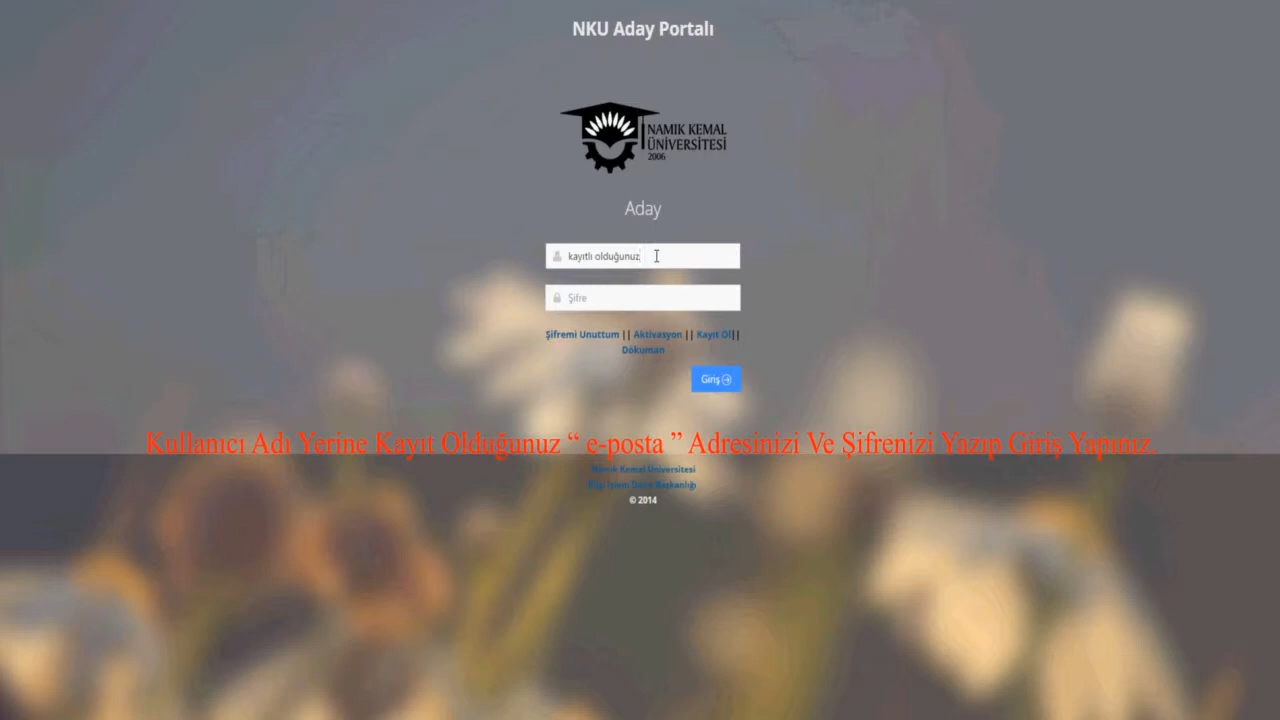 NKU Aday Portalı
NAMIK KEMAL
ÜNİVERSİTESİ
2006
Aday
kayıtlı olduğunuz
Şifre
Şifremi Unuttum || Aktivasyon || Kayıt Ol||
Döküman
Giriş
Kullanıcı Adı Yerine Kayıt Olduğunuz “ e-posta ” Adresinizi Ve Şifrenizi Yazıp Giriş Yapınız.
Namık Kemal Üniversitesi
Bilgi İşlem Daire Başkanlığı
© 2014